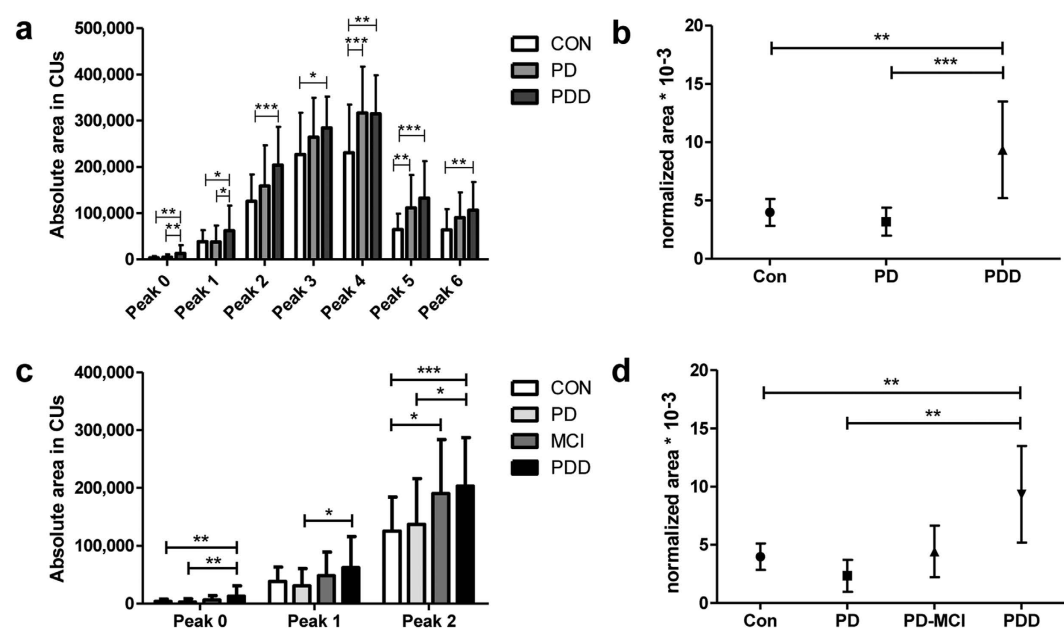 a
Absolute area in CUs
500,000
400,000
300,000
200,000
100,000
0
**
**
*
*
***
*
**
***
***
**
**
CON
PD
PDD
Peak 0
Peak 1
Peak 2
Peak 3
Peak 4
Peak 5
Peak 6
b
normalized area * 10-3
20
15
10
5
0
**
***
Con
PD
PDD
c
Absolute area in CUs
400,000
300,000
200,000
100,000
0
**
**
*
***
*
*
CON
PD
MCI
PDD
Peak 0
Peak 1
Peak 2
d
normalized area * 10-3
20
15
10
5
0
**
**
Con
PD
PD-MCI
PDD